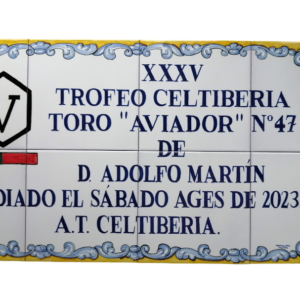 XXXV
TROFEO CELTIBERIA
V
TORO "AVIADOR" Nº47
DE
D. ADOLFO MARTÍN
DIADO EL SÁBADO AGES DE 2023
A.T. CELTIBERIA.